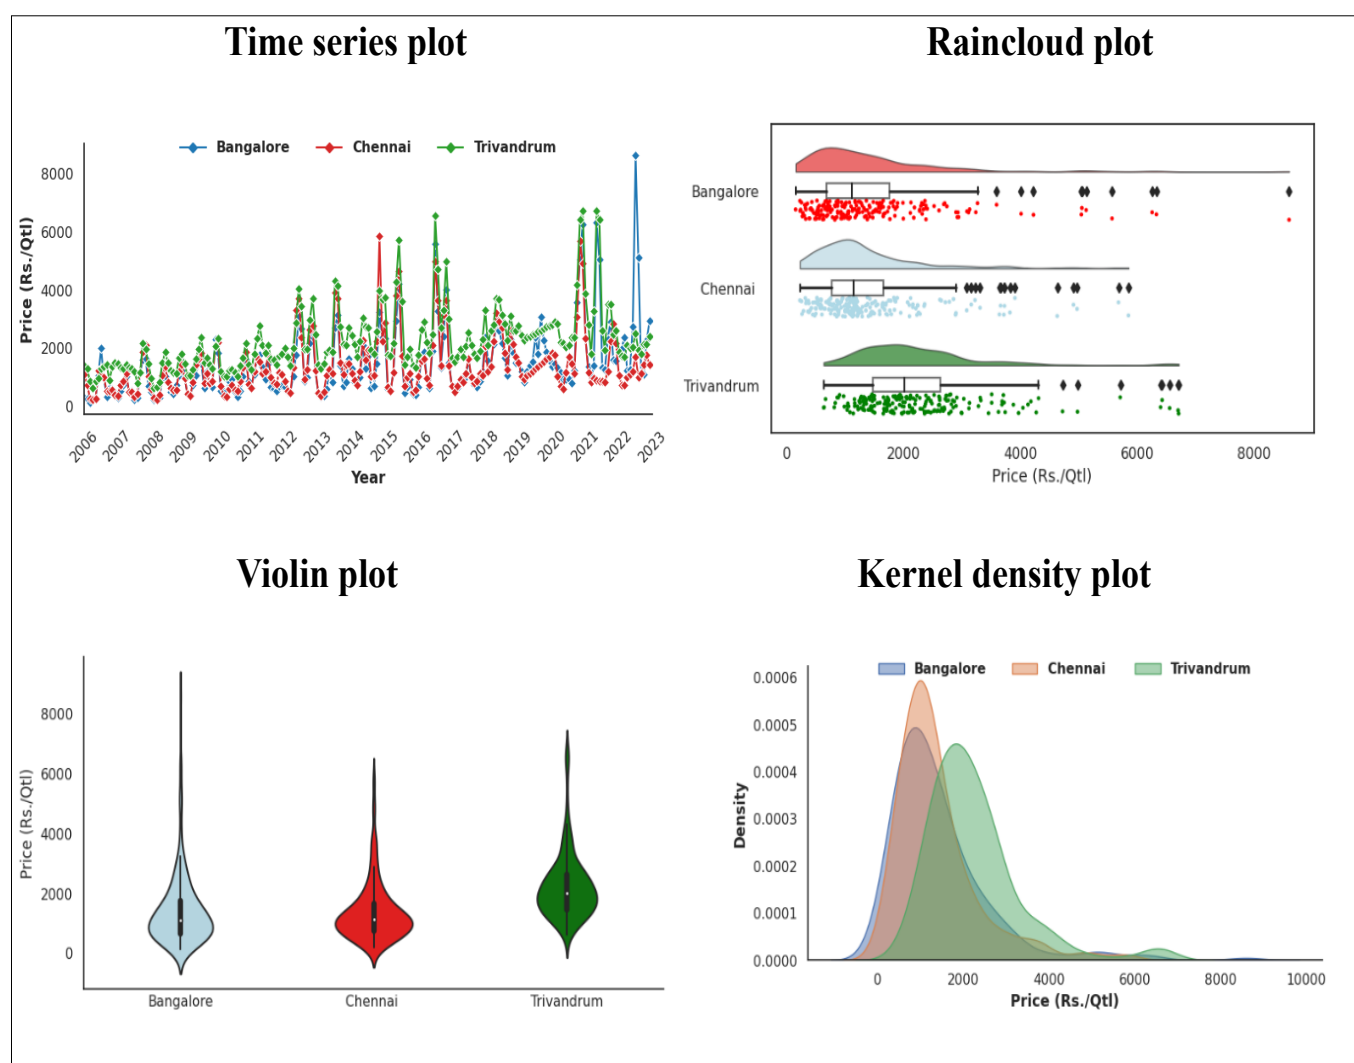 Time series plot
Bangalore Chennai Trivandrum
8000
6000
4000
2000
0
Price (Rs./Qtl)
2006 2007 2008 2009 2010 2011 2012 2013 2014 2015 2016 2017 2018 2019 2020 2021 2022 2023
Year
Raincloud plot
Bangalore
Chennai
Trivandrum
0 2000 4000 6000 8000
Price (Rs./Qtl)
Violin plot
8000
6000
4000
2000
0
Price (Rs./Qtl)
Bangalore Chennai Trivandrum
Kernel density plot
Bangalore Chennai Trivandrum
0.0006
0.0005
0.0004
0.0003
0.0002
0.0001
0.0000
Density
0 2000 4000 6000 8000 10000
Price (Rs./Qtl)